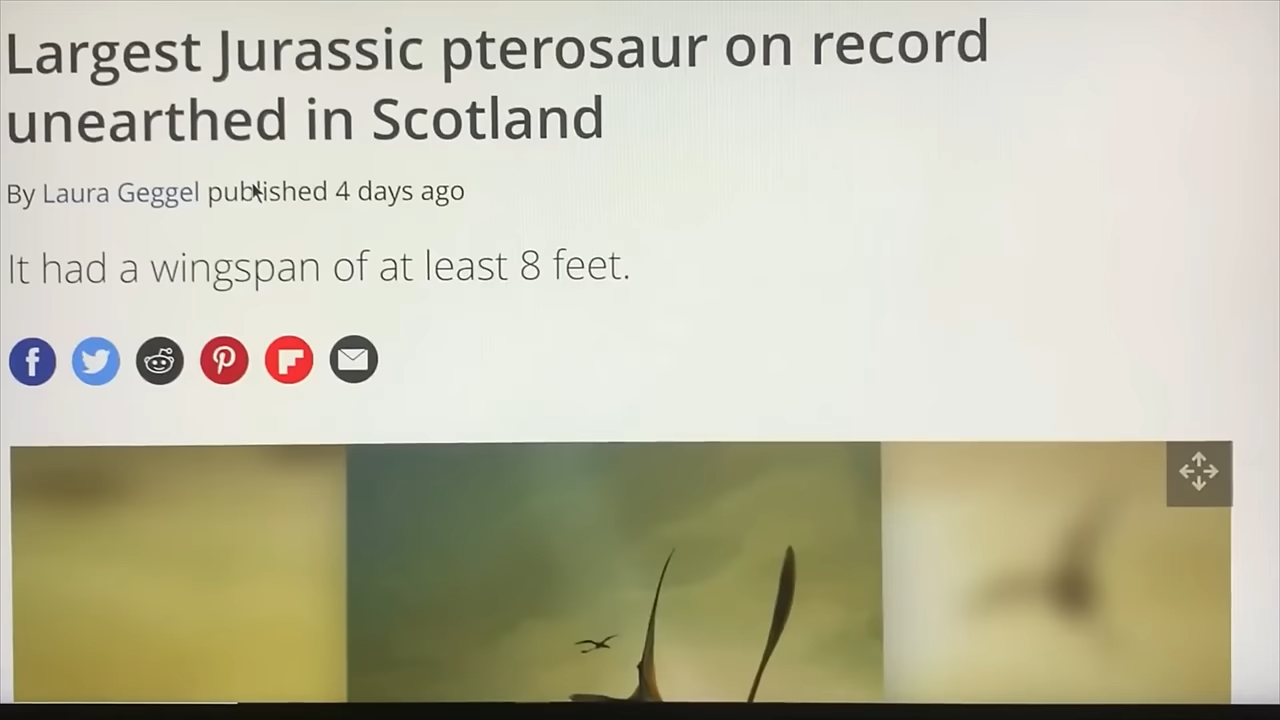 Largest Jurassic pterosaur on record
unearthed in Scotland
By Laura Geggel published 4 days ago
It had a wingspan of at least 8 feet.